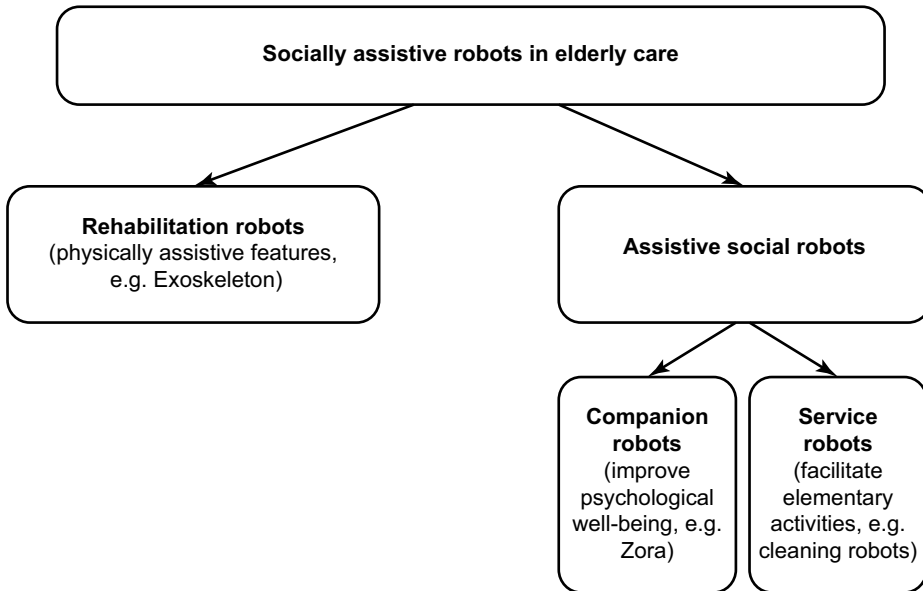 Socially assistive robots in elderly care
Rehabilitation robots
(physically assistive features,
e.g. Exoskeleton)
Assistive social robots
Companion
robots
(improve
psychological
well-being, e.g.
Zora)
Service
robots
(facilitate
elementary
activities, e.g.
cleaning robots)